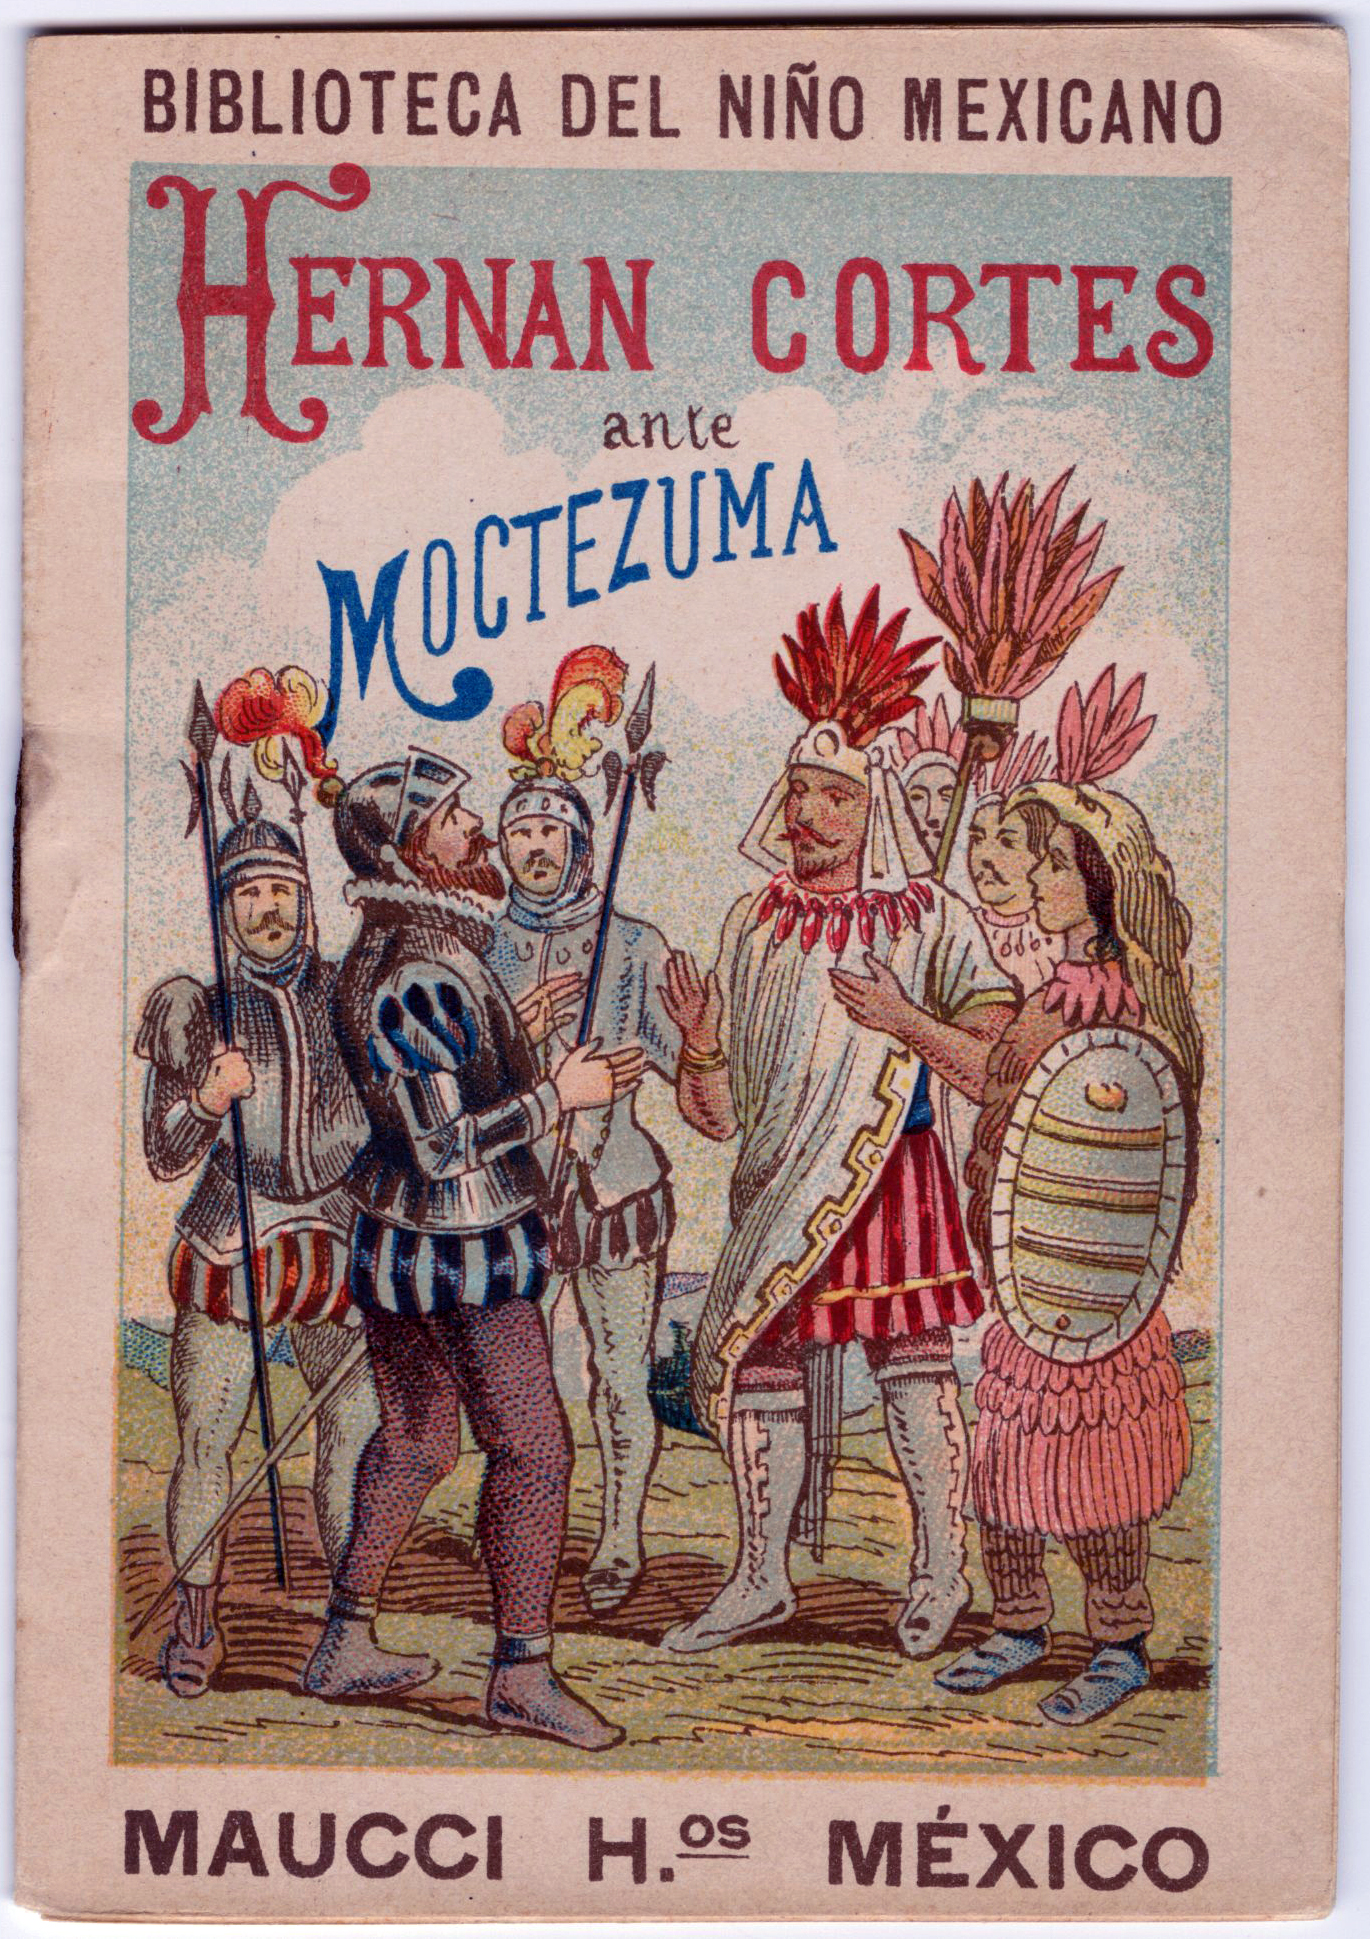 BIBLIOTECA DEL NIÑO MEXICANO
HERNAN CORTES
ante
MOCTEZUMA
MAUCCI H.os MÉXICO